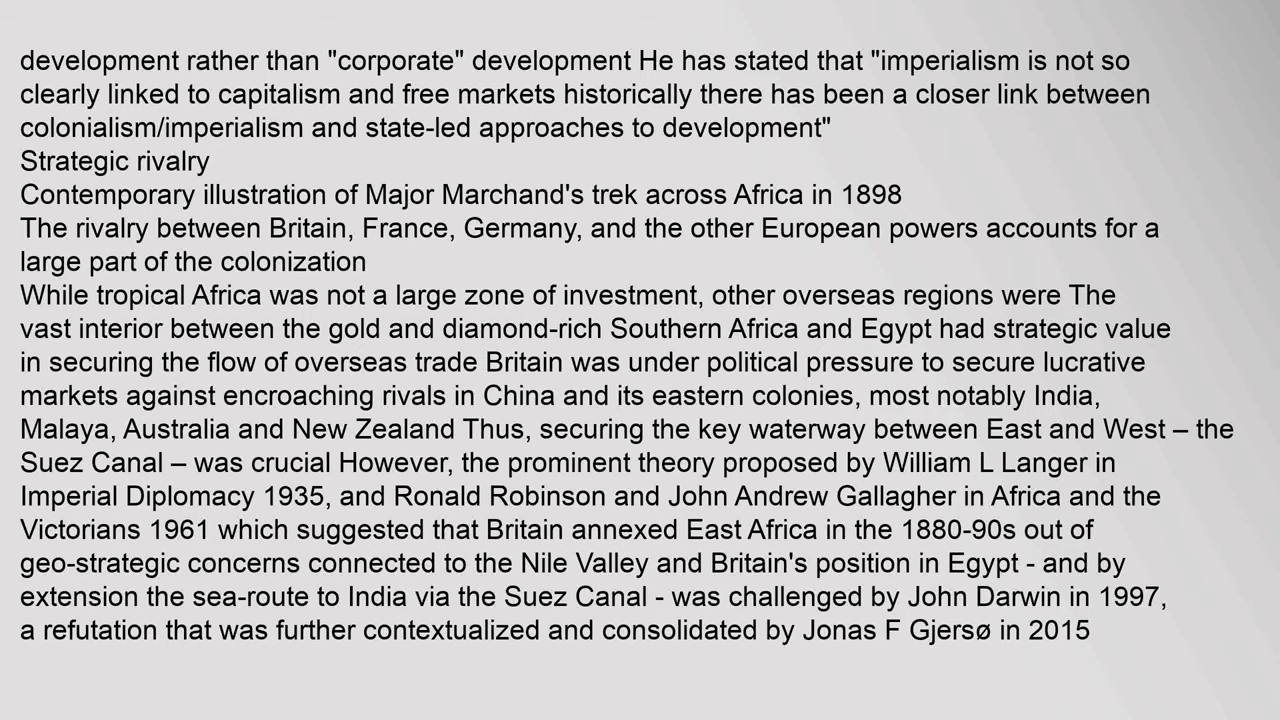 development rather than "corporate" development He has stated that "imperialism is not so
clearly linked to capitalism and free markets historically there has been a closer link between
colonialism/imperialism and state-led approaches to development"
Strategic rivalry
Contemporary illustration of Major Marchand's trek across Africa in 1898
The rivalry between Britain, France, Germany, and the other European powers accounts for a
large part of the colonization
While tropical Africa was not a large zone of investment, other overseas regions were The
vast interior between the gold and diamond-rich Southern Africa and Egypt had strategic value
in securing the flow of overseas trade Britain was under political pressure to secure lucrative
markets against encroaching rivals in China and its eastern colonies, most notably India,
Malaya, Australia and New Zealand Thus, securing the key waterway between East and West – the
Suez Canal – was crucial However, the prominent theory proposed by William L Langer in
Imperial Diplomacy 1935, and Ronald Robinson and John Andrew Gallagher in Africa and the
Victorians 1961 which suggested that Britain annexed East Africa in the 1880-90s out of
geo-strategic concerns connected to the Nile Valley and Britain's position in Egypt - and by
extension the sea-route to India via the Suez Canal - was challenged by John Darwin in 1997,
a refutation that was further contextualized and consolidated by Jonas F Gjersø in 2015